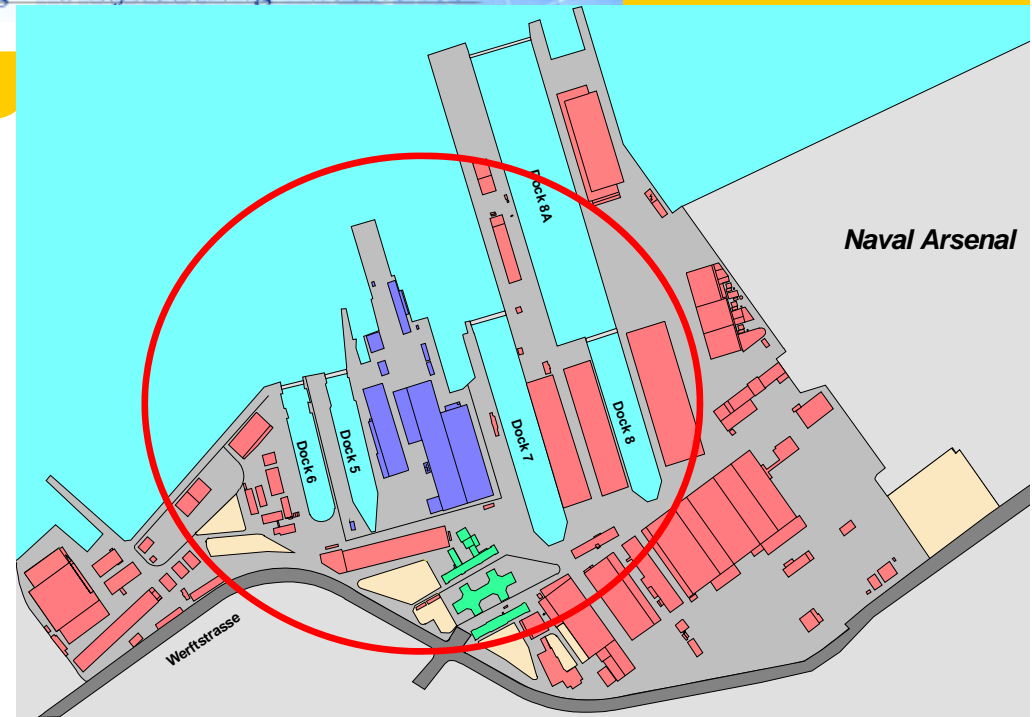 Dock 8A
Naval Arsenal
Dock 6
Dock 5
Dock 7
Dock 8
Werftstrasse